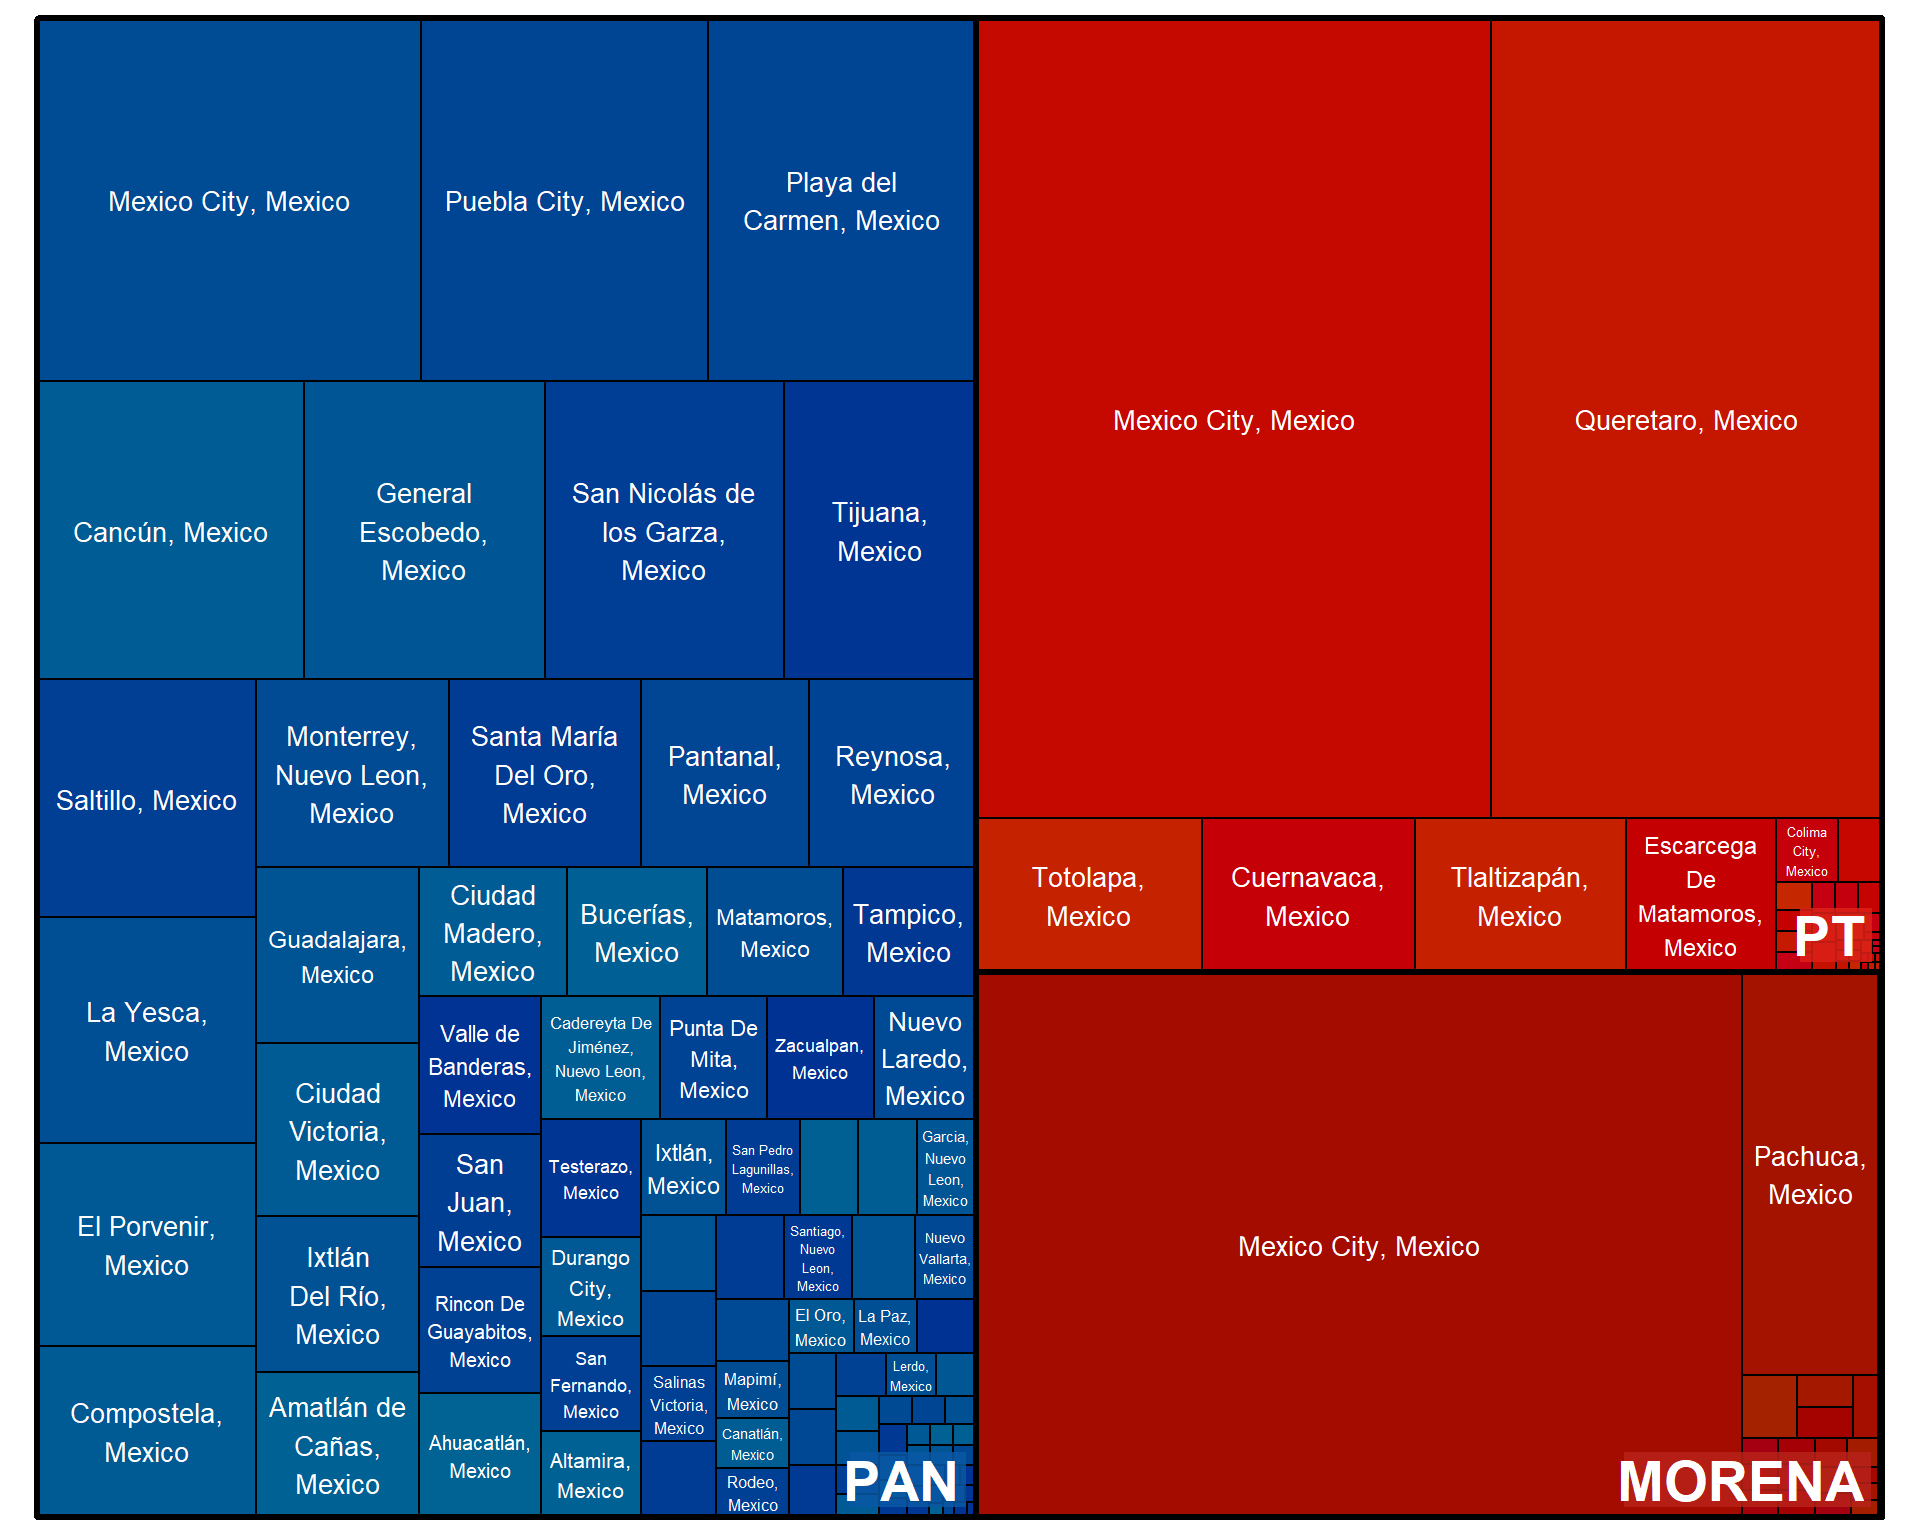 Mexico City, Mexico
Puebla City, Mexico
Playa del
Carmen, Mexico
Cancún, Mexico
General
Escobedo,
Mexico
San Nicolás de
los Garza,
Mexico
Tijuana,
Mexico
Saltillo, Mexico
Monterrey,
Nuevo Leon,
Mexico
Santa María
Del Oro,
Mexico
Pantanal,
Mexico
Reynosa,
Mexico
La Yesca,
Mexico
El Porvenir,
Mexico
Compostela,
Mexico
Guadalajara,
Mexico
Ciudad
Victoria,
Mexico
Ixtlán
Del Río,
Mexico
Amatlán de
Cañas,
Mexico
Ciudad
Madero,
Mexico
Bucerías,
Mexico
Matamoros,
Mexico
Tampico,
Mexico
Valle de
Banderas,
Mexico
San
Juan,
Mexico
Rincon De
Guayabitos,
Mexico
Ahuacatlán,
Mexico
Cadereyta De
Jiménez,
Nuevo Leon,
Mexico
Punta De
Mita,
Mexico
Zacualpan,
Mexico
Nuevo
Laredo,
Mexico
Testerazo,
Mexico
Durango
City,
Mexico
San
Fernando,
Mexico
Altamira,
Mexico
Ixtlán,
Mexico
San Pedro
Lagunillas,
Mexico
Garcia,
Nuevo
Leon,
Mexico
Santiago,
Nuevo
Leon,
Mexico
Nuevo
Vallarta,
Mexico
El Oro,
Mexico
La Paz,
Mexico
Salinas
Victoria,
Mexico
Mapimí,
Mexico
Canatlán,
Mexico
Rodeo,
Mexico
Lerdo,
Mexico
PAN
Mexico City, Mexico
Queretaro, Mexico
Totolapa,
Mexico
Cuernavaca,
Mexico
Tlaltizapán,
Mexico
Escarcega
De
Matamoros,
Mexico
Colima
City,
Mexico
PT
Mexico City, Mexico
Pachuca,
Mexico
MORENA